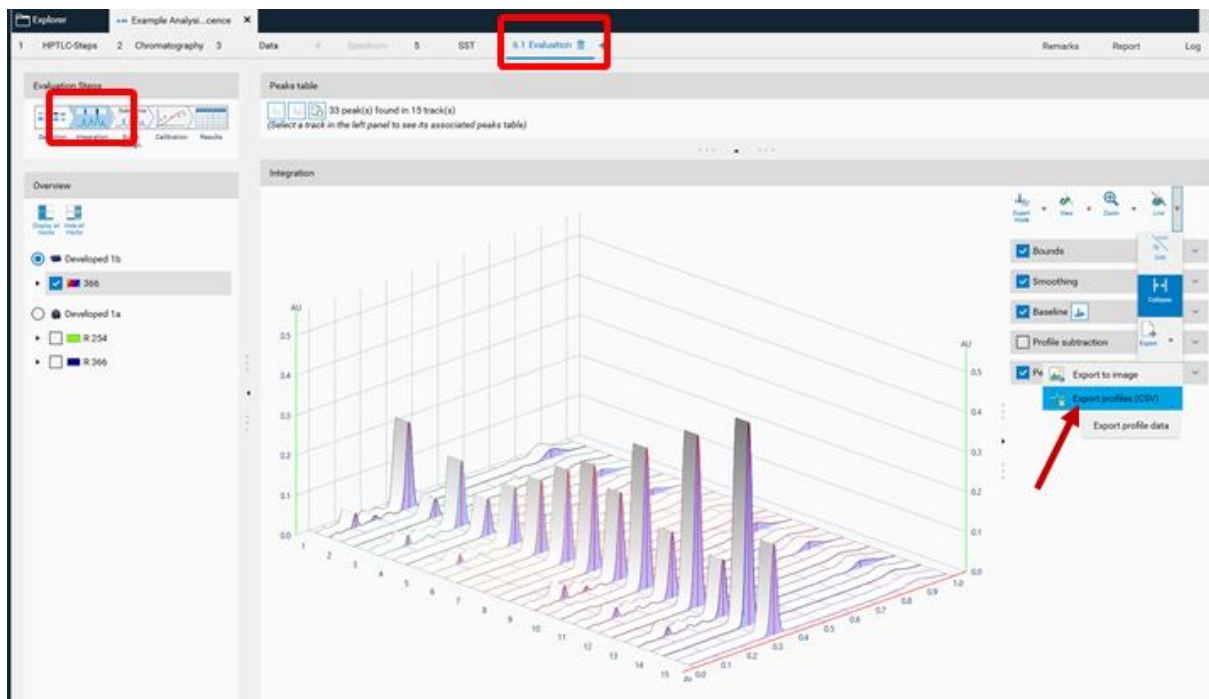 Explorer Example Analysi...cence ×
1 HPTLC-Steps 2 Chromatography 3 Data 4 Spectrum 5 SST 6.1 Evaluation + Remarks Report Log
Evaluation Steps
Integration Calibration Results
Peaks table
33 peak(s) found in 15 track(s)
(Select a track in the left panel to see its associated peaks table)
Integration
Overview
Display all tracks Hide all tracks
Developed 1b
366
Developed 1a
R 254
R 366
Expert mode View Zoom Line
Bounds
Smoothing
Collapse
Baseline
Profile subtraction
Export
Pe
Export to image
Export profiles (CSV)
Export profile data
AU
AU
0.5
0.4
0.3
0.2
0.1
0.0
0.5
0.4
0.3
0.2
0.1
0.0
1 2 3 4 5 6 7 8 9 10 11 12 13 14 15
0.0 0.1 0.2 0.3 0.4 0.5 0.6 0.7 0.8 0.9 1.0